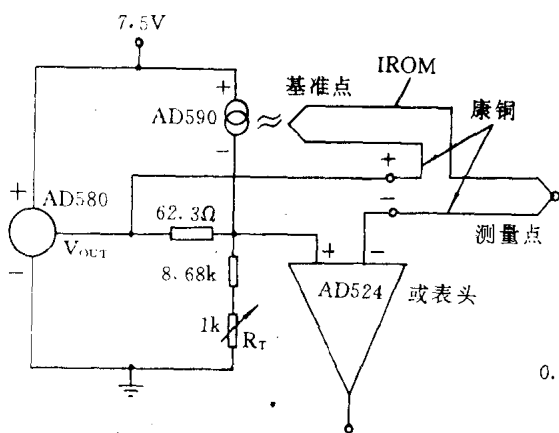 7.5V
+
基准点
IROM
AD590
≈
康铜
-
+
AD580
+
62.3Ω
-
VOUT
-
测量点
8.68k
+
-
AD524
或表头
1k
RT
0.